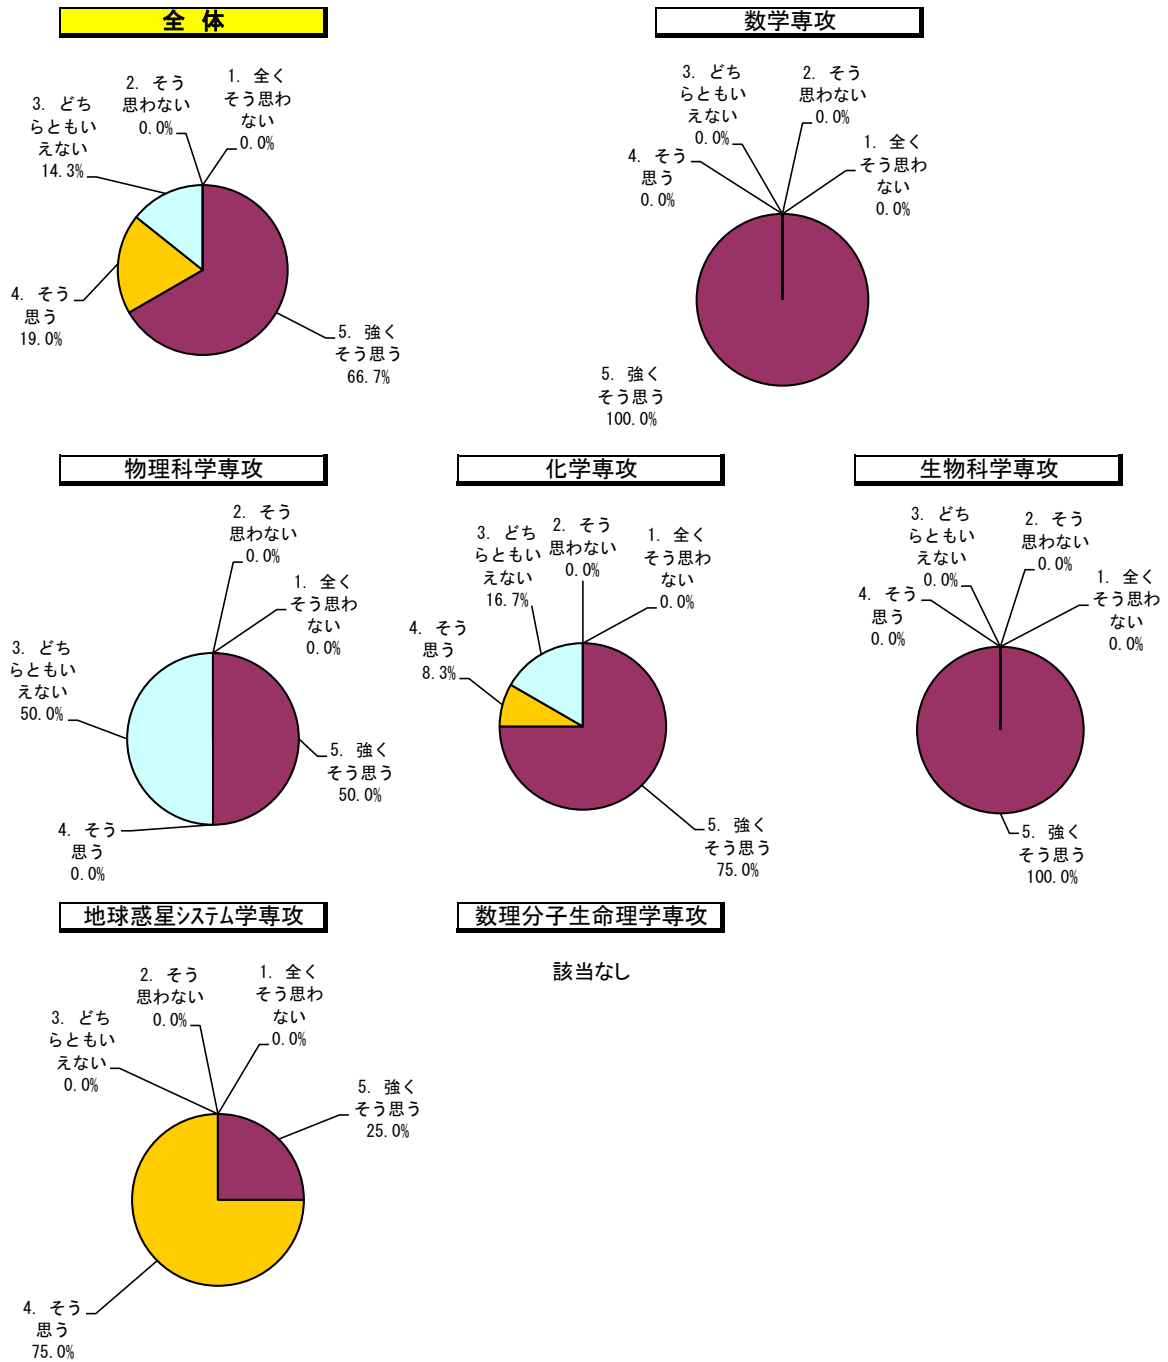 全 体
2. そう
思わない
0.0%
1. 全く
そう思わ
ない
0.0%
3. どち
らともい
えない
14.3%
4. そう
思う
19.0%
5. 強く
そう思う
66.7%
数学専攻
3. どち
らともい
えない
0.0%
2. そう
思わない
0.0%
4. そう
思う
0.0%
1. 全く
そう思わ
ない
0.0%
5. 強く
そう思う
100.0%
物理科学専攻
2. そう
思わない
0.0%
1. 全く
そう思わ
ない
0.0%
3. どち
らともい
えない
50.0%
5. 強く
そう思う
50.0%
4. そう
思う
0.0%
化学専攻
3. どち
らともい
えない
16.7%
2. そう
思わない
0.0%
1. 全く
そう思わ
ない
0.0%
4. そう
思う
8.3%
5. 強く
そう思う
75.0%
生物科学専攻
3. どち
らともい
えない
0.0%
2. そう
思わない
0.0%
4. そう
思う
0.0%
1. 全く
そう思わ
ない
0.0%
5. 強く
そう思う
100.0%
地球惑星ｼｽﾃﾑ学専攻
2. そう
思わない
0.0%
1. 全く
そう思わ
ない
0.0%
3. どち
らともい
えない
0.0%
5. 強く
そう思う
25.0%
4. そう
思う
75.0%
数理分子生命理学専攻
該当なし